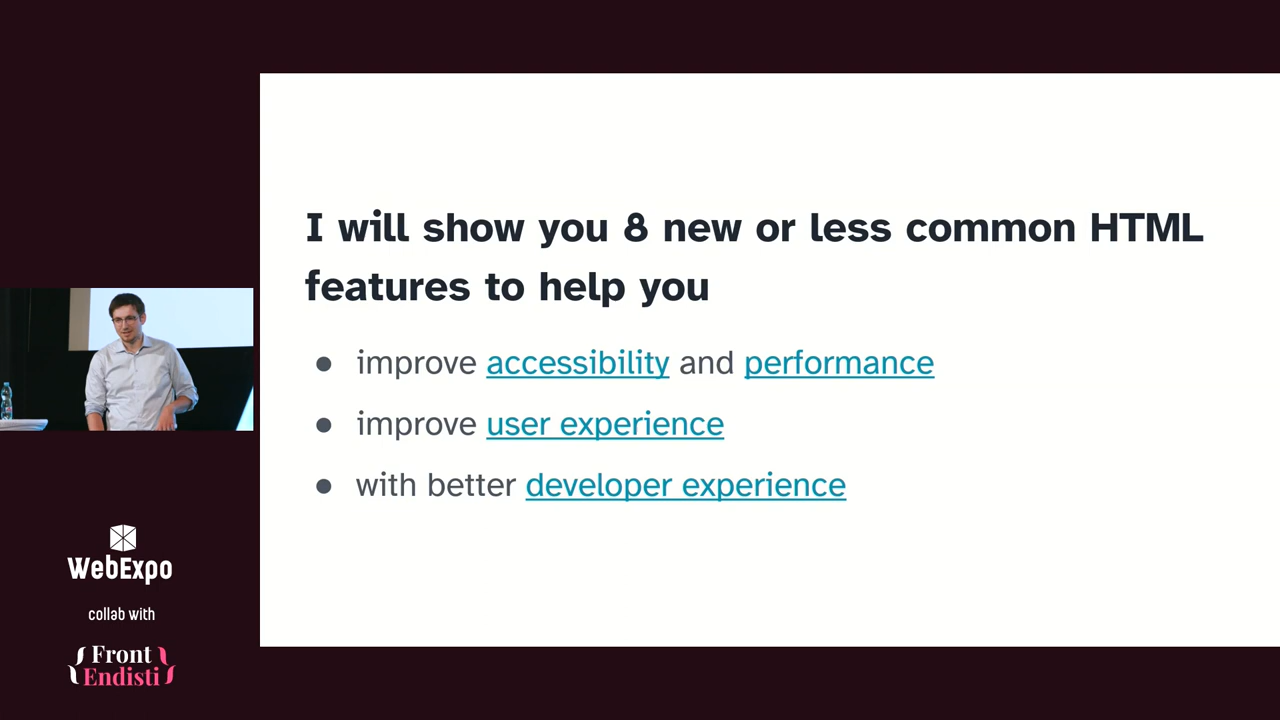 I will show you 8 new or less common HTML
features to help you
● improve accessibility and performance
● improve user experience
● with better developer experience
WebExpo
collab with
{Front}
{Endisti}